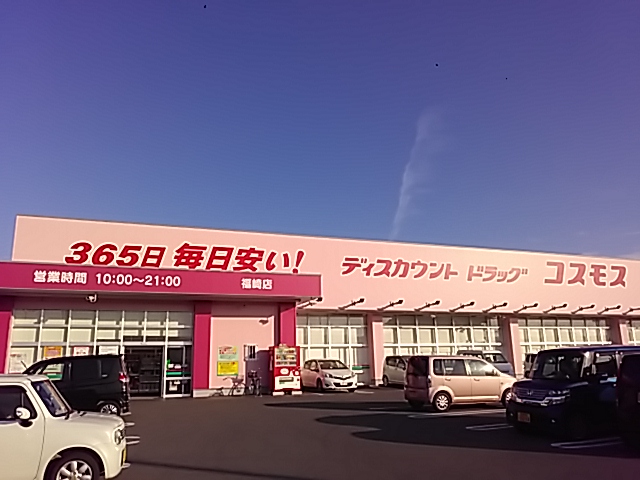 365日 毎日安い!
ディスカウント ドラッグ コスモス
営業時間 10:00～21:00 福崎店